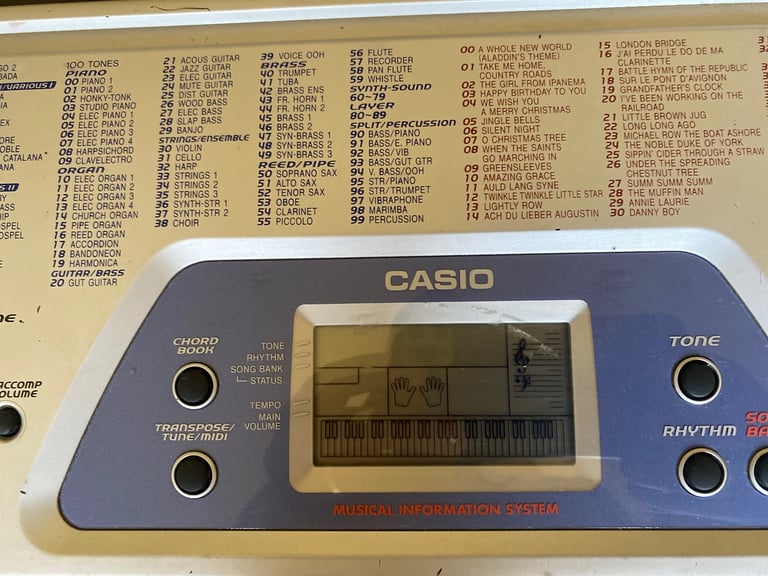 100 TONES
PIANO
00 PIANO 1
01 PIANO 2
02 HONKY-TONK
03 STUDIO PIANO
04 ELEC PIANO 1
05 ELEC PIANO 2
06 ELEC PIANO 3
07 ELEC PIANO 4
08 HARPSICHORD
09 CLAVELECTRO
ORGAN
10 ELEC ORGAN 1
11 ELEC ORGAN 2
12 ELEC ORGAN 3
13 ELEC ORGAN 4
14 CHURCH ORGAN
15 PIPE ORGAN
16 REED ORGAN
17 ACCORDION
18 BANDONEON
19 HARMONICA
GUITAR/BASS
20 GUT GUITAR
21 ACOUS GUITAR
22 JAZZ GUITAR
23 ELEC GUITAR
24 MUTE GUITAR
25 DIST GUITAR
26 WOOD BASS
27 ELEC BASS
28 SLAP BASS
29 BANJO
STRINGS/ENSEMBLE
30 VIOLIN
31 CELLO
32 HARP
33 STRINGS 1
34 STRINGS 2
35 STRINGS 3
36 SYNTH-STR 1
37 SYNTH-STR 2
38 CHOIR
39 VOICE OOH
BRASS
40 TRUMPET
41 TUBA
42 BRASS ENS
43 FR. HORN 1
44 FR. HORN 2
45 BRASS 1
46 BRASS 2
47 SYN-BRASS 1
48 SYN-BRASS 2
49 SYN-BRASS 3
REED/PIPE
50 SOPRANO SAX
51 ALTO SAX
52 TENOR SAX
53 OBOE
54 CLARINET
55 PICCOLO
56 FLUTE
57 RECORDER
58 PAN FLUTE
59 WHISTLE
SYNTH-SOUND
60~79
LAYER
80~89
SPLIT/PERCUSSION
90 BASS/PIANO
91 BASS/E. PIANO
92 BASS/VIB
93 BASS/GUT GTR
94 V. BASS/OOH
95 STR/PIANO
96 STR/TRUMPET
97 VIBRAPHONE
98 MARIMBA
99 PERCUSSION
00 A WHOLE NEW WORLD
(ALADDIN'S THEME)
01 TAKE ME HOME,
COUNTRY ROADS
02 THE GIRL FROM IPANEMA
03 HAPPY BIRTHDAY TO YOU
04 WE WISH YOU
A MERRY CHRISTMAS
05 JINGLE BELLS
06 SILENT NIGHT
07 O CHRISTMAS TREE
08 WHEN THE SAINTS
GO MARCHING IN
09 GREENSLEEVES
10 AMAZING GRACE
11 AULD LANG SYNE
12 TWINKLE TWINKLE LITTLE STAR
13 LIGHTLY ROW
14 ACH DU LIEBER AUGUSTIN
15 LONDON BRIDGE
16 J'AI PERDU LE DO DE MA
CLARINETTE
17 BATTLE HYMN OF THE REPUBLIC
18 SUR LE PONT D'AVIGNON
19 GRANDFATHER'S CLOCK
20 I'VE BEEN WORKING ON THE
RAILROAD
21 LITTLE BROWN JUG
22 LONG LONG AGO
23 MICHAEL ROW THE BOAT ASHORE
24 THE NOBLE DUKE OF YORK
25 SIPPIN' CIDER THROUGH A STRAW
26 UNDER THE SPREADING
CHESTNUT TREE
27 SUMM SUMM SUMM
28 THE MUFFIN MAN
29 ANNIE LAURIE
30 DANNY BOY
CASIO
CHORD
BOOK
TONE
RHYTHM
SONG BANK
STATUS
TEMPO
MAIN
VOLUME
TONE
ACCOMP
VOLUME
TRANSPOSE/
TUNE/MIDI
RHYTHM
MUSICAL INFORMATION SYSTEM